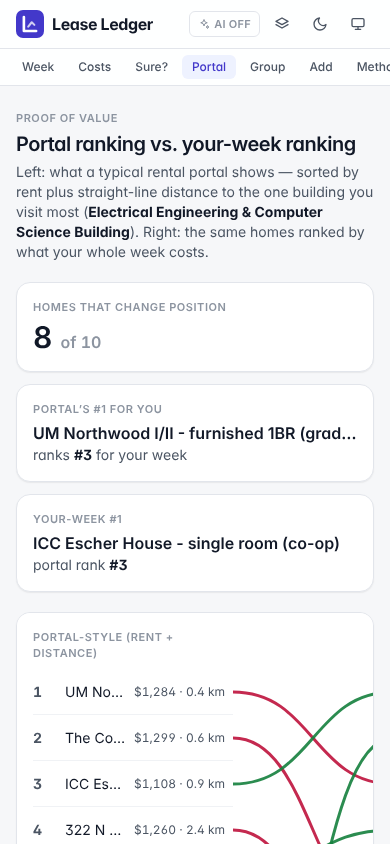 Lease Ledger
AI OFF
Week Costs Sure? Portal Group Add Metho
PROOF OF VALUE
Portal ranking vs. your-week ranking
Left: what a typical rental portal shows — sorted by
rent plus straight-line distance to the one building you
visit most (Electrical Engineering & Computer
Science Building). Right: the same homes ranked by
what your whole week costs.
HOMES THAT CHANGE POSITION
8 of 10
PORTAL'S #1 FOR YOU
UM Northwood I/II - furnished 1BR (grad…
ranks #3 for your week
YOUR-WEEK #1
ICC Escher House - single room (co-op)
portal rank #3
PORTAL-STYLE (RENT +
DISTANCE)
1 UM No… $1,284 · 0.4 km
2 The Co… $1,299 · 0.6 km
3 ICC Es… $1,108 · 0.9 km
4 322 N … $1,260 · 2.4 km